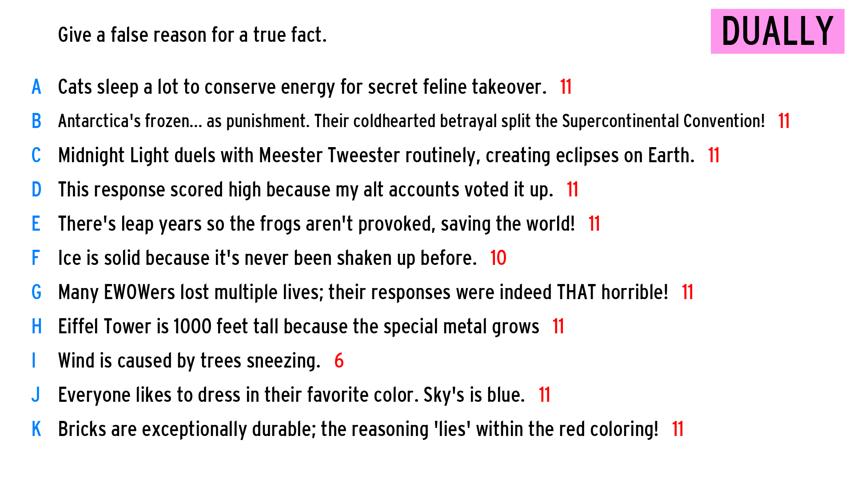 Give a false reason for a true fact.
DUALLY
A Cats sleep a lot to conserve energy for secret feline takeover. 11
B Antarctica's frozen... as punishment. Their coldhearted betrayal split the Supercontinental Convention! 11
C Midnight Light duels with Meester Tweester routinely, creating eclipses on Earth. 11
D This response scored high because my alt accounts voted it up. 11
E There's leap years so the frogs aren't provoked, saving the world! 11
F Ice is solid because it's never been shaken up before. 10
G Many EWOWers lost multiple lives; their responses were indeed THAT horrible! 11
H Eiffel Tower is 1000 feet tall because the special metal grows 11
I Wind is caused by trees sneezing. 6
J Everyone likes to dress in their favorite color. Sky's is blue. 11
K Bricks are exceptionally durable; the reasoning 'lies' within the red coloring! 11